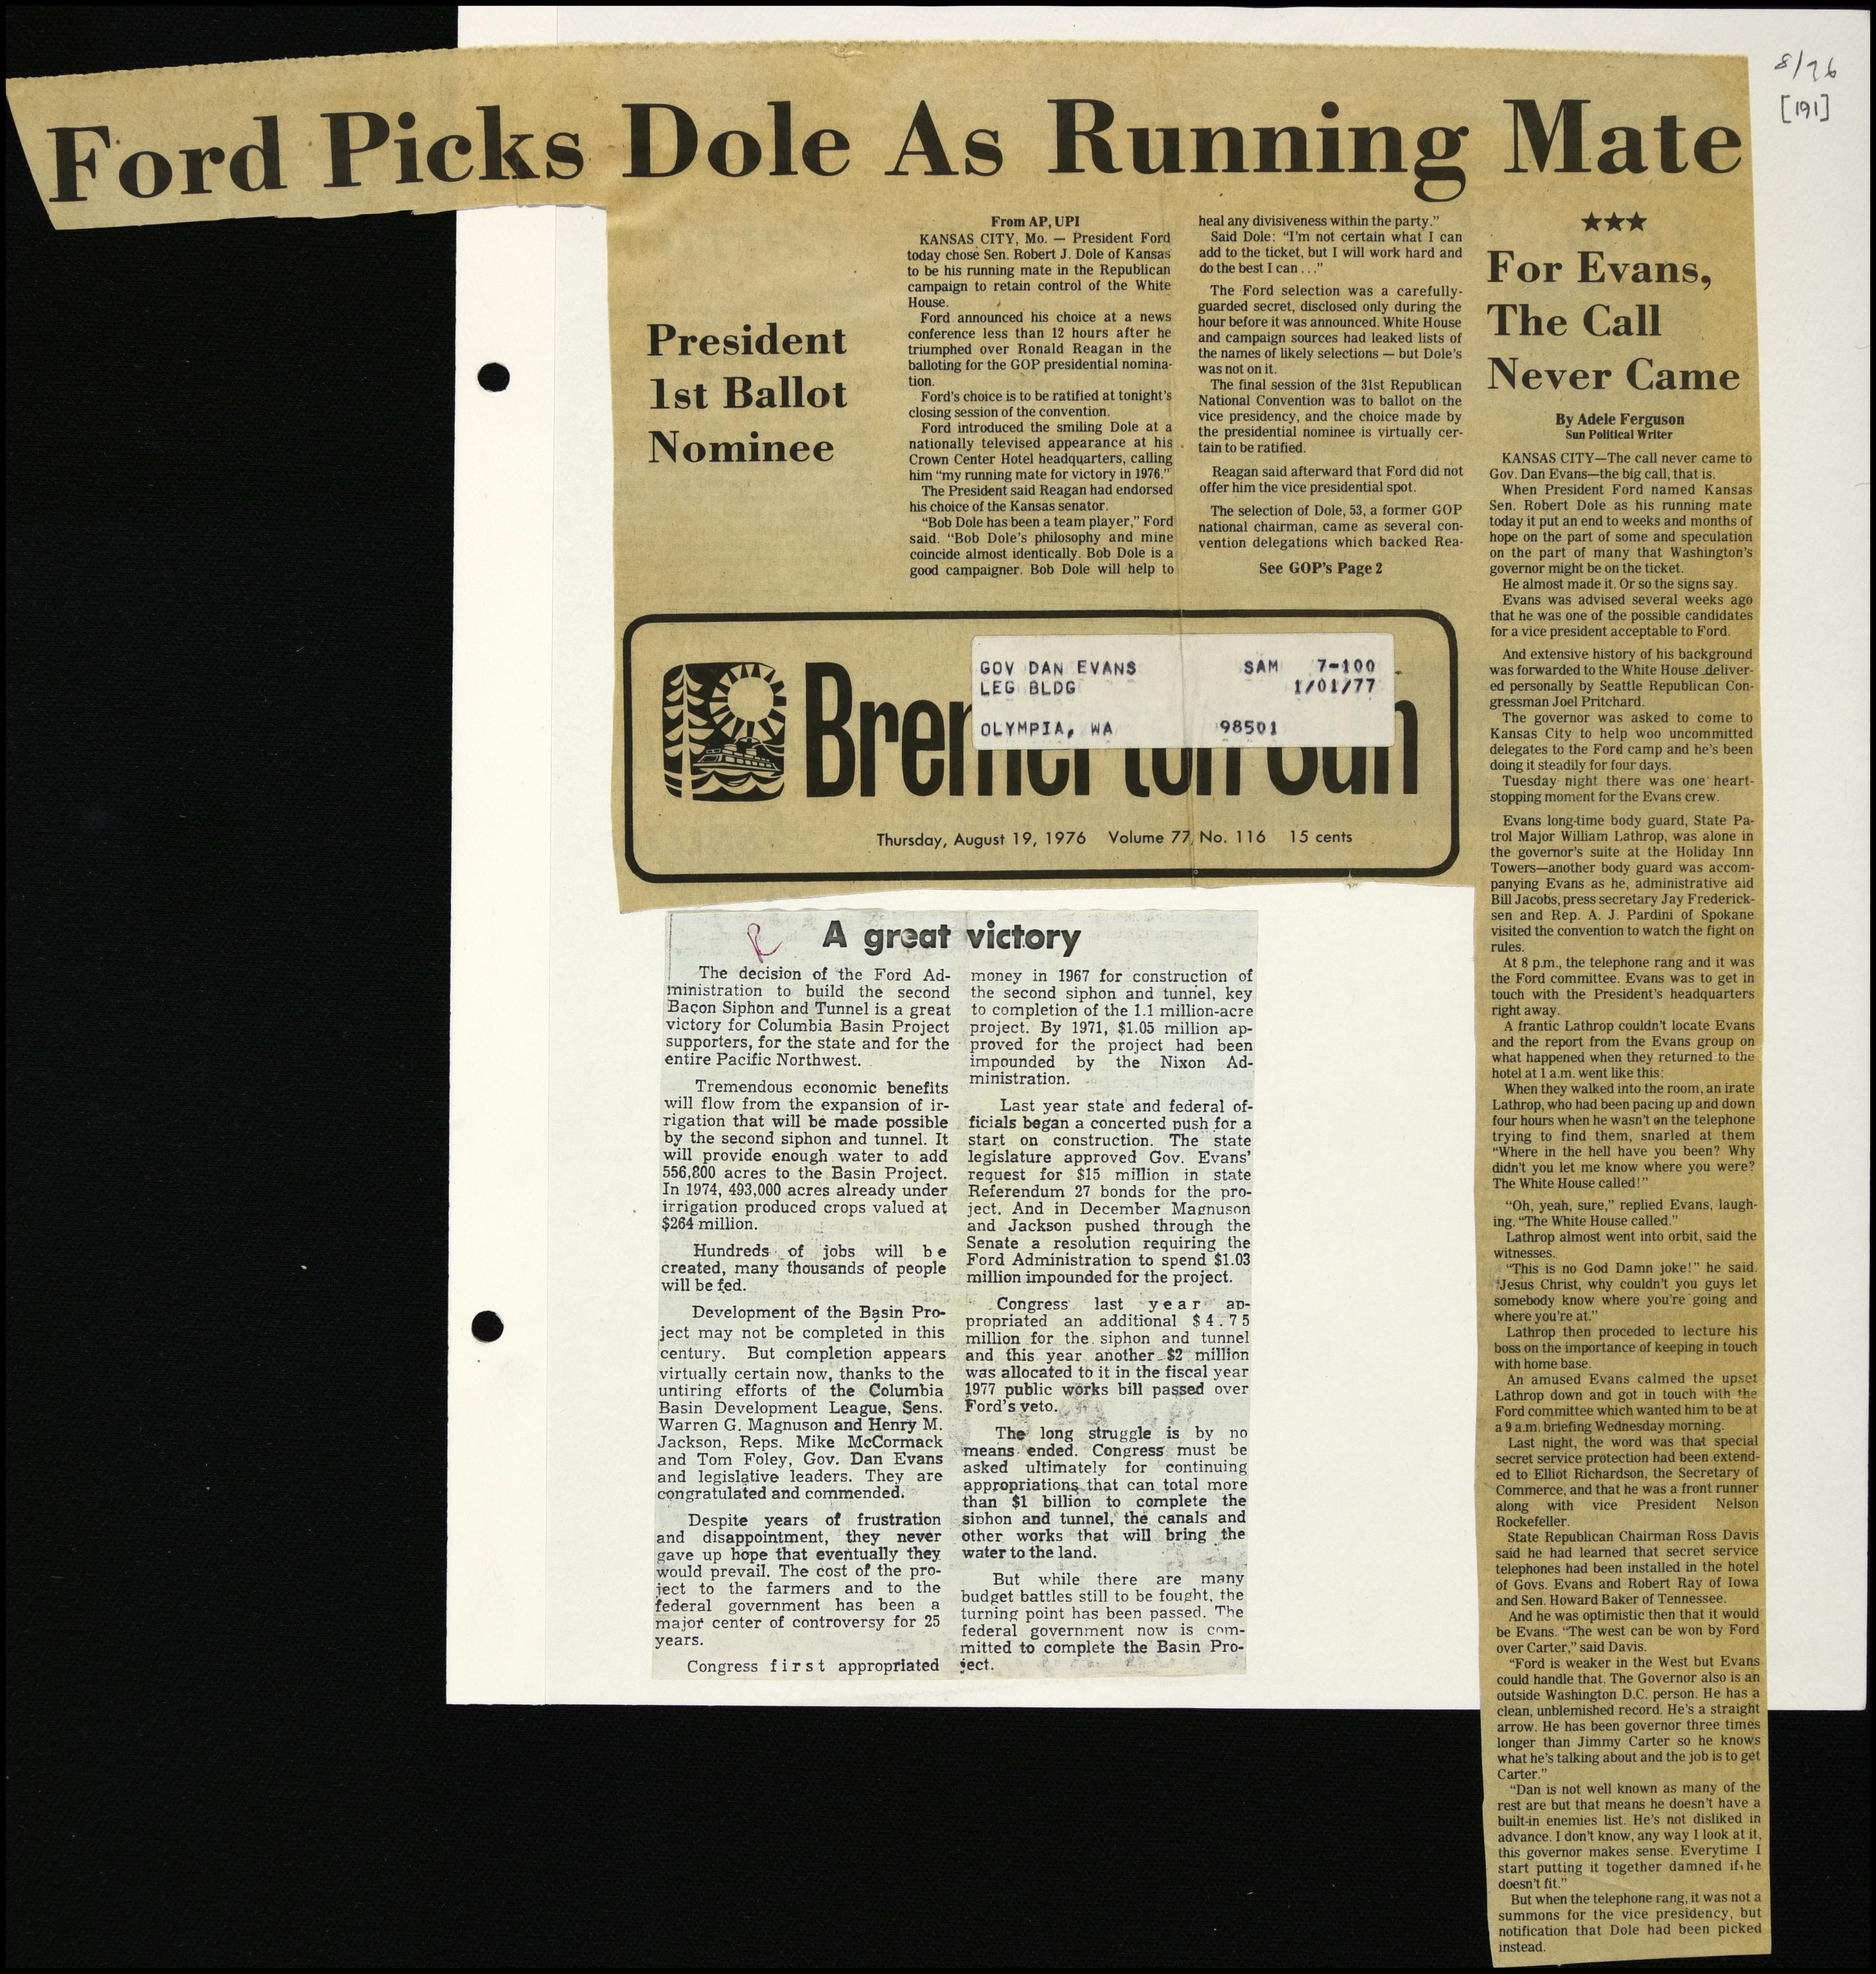 8/76
[191]
Ford Picks Dole As Running Mate
President
1st Ballot
Nominee
From AP, UPI
KANSAS CITY, Mo. — President Ford
today chose Sen. Robert J. Dole of Kansas
to be his running mate in the Republican
campaign to retain control of the White
House.
Ford announced his choice at a news
conference less than 12 hours after he
triumphed over Ronald Reagan in the
balloting for the GOP presidential nomina-
tion.
Ford's choice is to be ratified at tonight's
closing session of the convention.
Ford introduced the smiling Dole at a
nationally televised appearance at his
Crown Center Hotel headquarters, calling
him "my running mate for victory in 1976."
The President said Reagan had endorsed
his choice of the Kansas senator.
"Bob Dole has been a team player," Ford
said. "Bob Dole's philosophy and mine
coincide almost identically. Bob Dole is a
good campaigner. Bob Dole will help to
heal any divisiveness within the party."
Said Dole: "I'm not certain what I can
add to the ticket, but I will work hard and
do the best I can . . ."
The Ford selection was a carefully-
guarded secret, disclosed only during the
hour before it was announced. White House
and campaign sources had leaked lists of
the names of likely selections — but Dole's
was not on it.
The final session of the 31st Republican
National Convention was to ballot on the
vice presidency, and the choice made by
the presidential nominee is virtually cer-
tain to be ratified.
Reagan said afterward that Ford did not
offer him the vice presidential spot.
The selection of Dole, 53, a former GOP
national chairman, came as several con-
vention delegations which backed Rea-
See GOP's Page 2
★★★
For Evans,
The Call
Never Came
By Adele Ferguson
Sun Political Writer
KANSAS CITY—The call never came to
Gov. Dan Evans—the big call, that is.
When President Ford named Kansas
Sen. Robert Dole as his running mate
today it put an end to weeks and months of
hope on the part of some and speculation
on the part of many that Washington's
governor might be on the ticket.
He almost made it. Or so the signs say.
Evans was advised several weeks ago
that he was one of the possible candidates
for a vice president acceptable to Ford.
And extensive history of his background
was forwarded to the White House deliver-
ed personally by Seattle Republican Con-
gressman Joel Pritchard.
The governor was asked to come to
Kansas City to help woo uncommitted
delegates to the Ford camp and he's been
doing it steadily for four days.
Tuesday night there was one heart-
stopping moment for the Evans crew.
Evans long-time body guard, State Pa-
trol Major William Lathrop, was alone in
the governor's suite at the Holiday Inn
Towers—another body guard was accom-
panying Evans as he, administrative aid
Bill Jacobs, press secretary Jay Frederick-
sen and Rep. A. J. Pardini of Spokane
visited the convention to watch the fight on
rules.
At 8 p.m., the telephone rang and it was
the Ford committee. Evans was to get in
touch with the President's headquarters
right away.
A frantic Lathrop couldn't locate Evans
and the report from the Evans group on
what happened when they returned to the
hotel at 1 a.m. went like this:
When they walked into the room, an irate
Lathrop, who had been pacing up and down
four hours when he wasn't on the telephone
trying to find them, snarled at them
"Where in the hell have you been? Why
didn't you let me know where you were?
The White House called!"
"Oh, yeah, sure," replied Evans, laugh-
ing. "The White House called."
Lathrop almost went into orbit, said the
witnesses.
"This is no God Damn joke!" he said.
"Jesus Christ, why couldn't you guys let
somebody know where you're going and
where you're at."
Lathrop then proceded to lecture his
boss on the importance of keeping in touch
with home base.
An amused Evans calmed the upset
Lathrop down and got in touch with the
Ford committee which wanted him to be at
a 9 a.m. briefing Wednesday morning.
Last night, the word was that special
secret service protection had been extend-
ed to Elliot Richardson, the Secretary of
Commerce, and that he was a front runner
along with vice President Nelson
Rockefeller.
State Republican Chairman Ross Davis
said he had learned that secret service
telephones had been installed in the hotel
of Govs. Evans and Robert Ray of Iowa
and Sen. Howard Baker of Tennessee.
And he was optimistic then that it would
be Evans. "The west can be won by Ford
over Carter," said Davis.
"Ford is weaker in the West but Evans
could handle that. The Governor also is an
outside Washington D.C. person. He has a
clean, unblemished record. He's a straight
arrow. He has been governor three times
longer than Jimmy Carter so he knows
what he's talking about and the job is to get
Carter."
"Dan is not well known as many of the
rest are but that means he doesn't have a
built-in enemies list. He's not disliked in
advance. I don't know, any way I look at it,
this governor makes sense. Everytime I
start putting it together damned if he
doesn't fit."
But when the telephone rang, it was not a
summons for the vice presidency, but
notification that Dole had been picked
instead.
GOV DAN EVANS SAM 7-100
LEG BLDG 1/01/77
OLYMPIA, WA 98501
Bremerton Sun
Thursday, August 19, 1976 Volume 77, No. 116 15 cents
R
A great victory
The decision of the Ford Ad-
ministration to build the second
Bacon Siphon and Tunnel is a great
victory for Columbia Basin Project
supporters, for the state and for the
entire Pacific Northwest.
Tremendous economic benefits
will flow from the expansion of ir-
rigation that will be made possible
by the second siphon and tunnel. It
will provide enough water to add
556,800 acres to the Basin Project.
In 1974, 493,000 acres already under
irrigation produced crops valued at
$264 million.
Hundreds of jobs will be
created, many thousands of people
will be fed.
Development of the Basin Pro-
ject may not be completed in this
century. But completion appears
virtually certain now, thanks to the
untiring efforts of the Columbia
Basin Development League, Sens.
Warren G. Magnuson and Henry M.
Jackson, Reps. Mike McCormack
and Tom Foley, Gov. Dan Evans
and legislative leaders. They are
congratulated and commended.
Despite years of frustration
and disappointment, they never
gave up hope that eventually they
would prevail. The cost of the pro-
ject to the farmers and to the
federal government has been a
major center of controversy for 25
years.
Congress first appropriated
money in 1967 for construction of
the second siphon and tunnel, key
to completion of the 1.1 million-acre
project. By 1971, $1.05 million ap-
proved for the project had been
impounded by the Nixon Ad-
ministration.
Last year state and federal of-
ficials began a concerted push for a
start on construction. The state
legislature approved Gov. Evans'
request for $15 million in state
Referendum 27 bonds for the pro-
ject. And in December Magnuson
and Jackson pushed through the
Senate a resolution requiring the
Ford Administration to spend $1.03
million impounded for the project.
Congress last year ap-
propriated an additional $4.75
million for the siphon and tunnel
and this year another $2 million
was allocated to it in the fiscal year
1977 public works bill passed over
Ford's veto.
The long struggle is by no
means ended. Congress must be
asked ultimately for continuing
appropriations that can total more
than $1 billion to complete the
siphon and tunnel, the canals and
other works that will bring the
water to the land.
But while there are many
budget battles still to be fought, the
turning point has been passed. The
federal government now is com-
mitted to complete the Basin Pro-
ject.